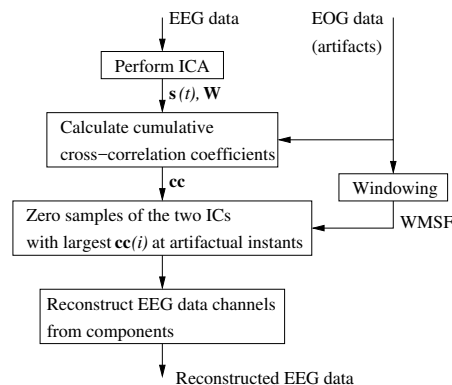 EEG data
EOG data
(artifacts)
Perform ICA
s(t), W
Calculate cumulative
cross−correlation coefficients
cc
Windowing
WMSF
Zero samples of the two ICs
with largest cc(i) at artifactual instants
Reconstruct EEG data channels
from components
Reconstructed EEG data